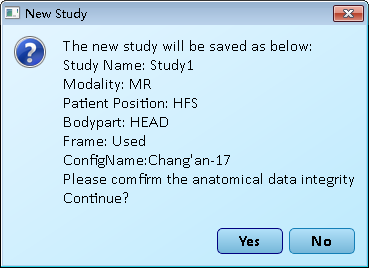 New Study
The new study will be saved as below:
Study Name: Study1
Modality: MR
Patient Position: HFS
Bodypart: HEAD
Frame: Used
ConfigName:Chang'an-17
Please comfirm the anatomical data integrity
Continue?
Yes No